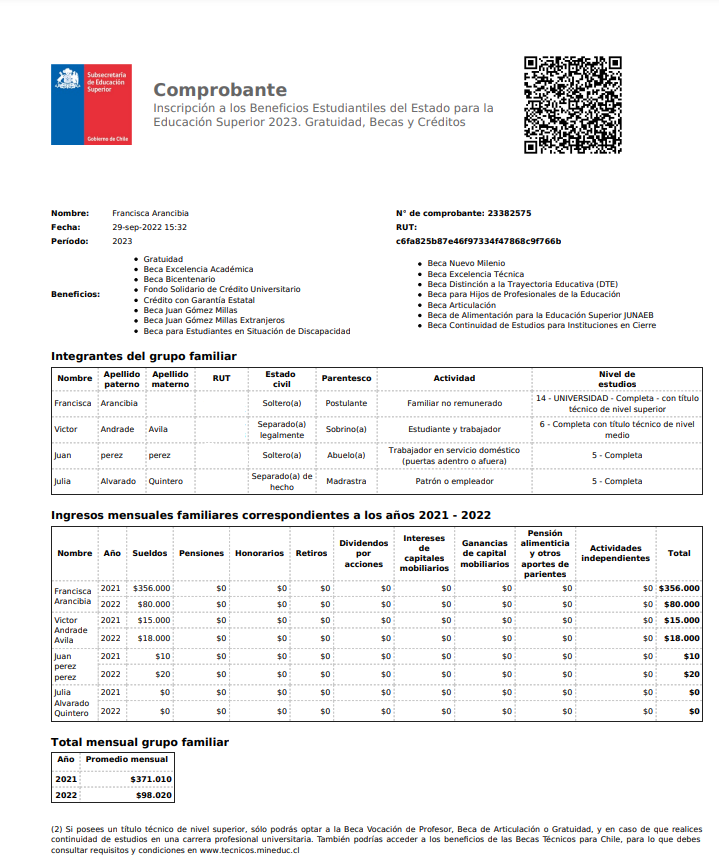 Subsecretaría
de Educación
Superior
Gobierno de Chile
Comprobante
Inscripción a los Beneficios Estudiantiles del Estado para la
Educación Superior 2023. Gratuidad, Becas y Créditos
Nombre: Francisca Arancibia
Fecha: 29-sep-2022 15:32
Período: 2023
N° de comprobante: 23382575
RUT:
c6fa825b87e46f97334f47868c9f766b
Beneficios:
• Gratuidad
• Beca Excelencia Académica
• Beca Bicentenario
• Fondo Solidario de Crédito Universitario
• Crédito con Garantía Estatal
• Beca Juan Gómez Millas
• Beca Juan Gómez Millas Extranjeros
• Beca para Estudiantes en Situación de Discapacidad
• Beca Nuevo Milenio
• Beca Excelencia Técnica
• Beca Distinción a la Trayectoria Educativa (DTE)
• Beca para Hijos de Profesionales de la Educación
• Beca Articulación
• Beca de Alimentación para la Educación Superior JUNAEB
• Beca Continuidad de Estudios para Instituciones en Cierre
Integrantes del grupo familiar
Nombre Apellido paterno Apellido materno RUT Estado civil Parentesco Actividad Nivel de estudios
Francisca Arancibia Soltero(a) Postulante Familiar no remunerado 14 - UNIVERSIDAD - Completa - con título técnico de nivel superior
Victor Andrade Avila Separado(a) legalmente Sobrino(a) Estudiante y trabajador 6 - Completa con título técnico de nivel medio
Juan perez perez Soltero(a) Abuelo(a) Trabajador en servicio doméstico (puertas adentro o afuera) 5 - Completa
Julia Alvarado Quintero Separado(a) de hecho Madrastra Patrón o empleador 5 - Completa
Ingresos mensuales familiares correspondientes a los años 2021 - 2022
Nombre Año Sueldos Pensiones Honorarios Retiros Dividendos por acciones Intereses de capitales mobiliarios Ganancias de capital mobiliarios Pensión alimenticia y otros aportes de parientes Actividades independientes Total
Francisca Arancibia 2021 $356.000 $0 $0 $0 $0 $0 $0 $0 $0 $356.000
2022 $80.000 $0 $0 $0 $0 $0 $0 $0 $0 $80.000
Victor Andrade Avila 2021 $15.000 $0 $0 $0 $0 $0 $0 $0 $0 $15.000
2022 $18.000 $0 $0 $0 $0 $0 $0 $0 $0 $18.000
Juan perez perez 2021 $10 $0 $0 $0 $0 $0 $0 $0 $0 $10
2022 $20 $0 $0 $0 $0 $0 $0 $0 $0 $20
Julia Alvarado Quintero 2021 $0 $0 $0 $0 $0 $0 $0 $0 $0 $0
2022 $0 $0 $0 $0 $0 $0 $0 $0 $0 $0
Total mensual grupo familiar
Año Promedio mensual
2021 $371.010
2022 $98.020
(2) Si posees un título técnico de nivel superior, sólo podrás optar a la Beca Vocación de Profesor, Beca de Articulación o Gratuidad, y en caso de que realices
continuidad de estudios en una carrera profesional universitaria. También podrías acceder a los beneficios de las Becas Técnicos para Chile, para lo que debes
consultar requisitos y condiciones en www.tecnicos.mineduc.cl